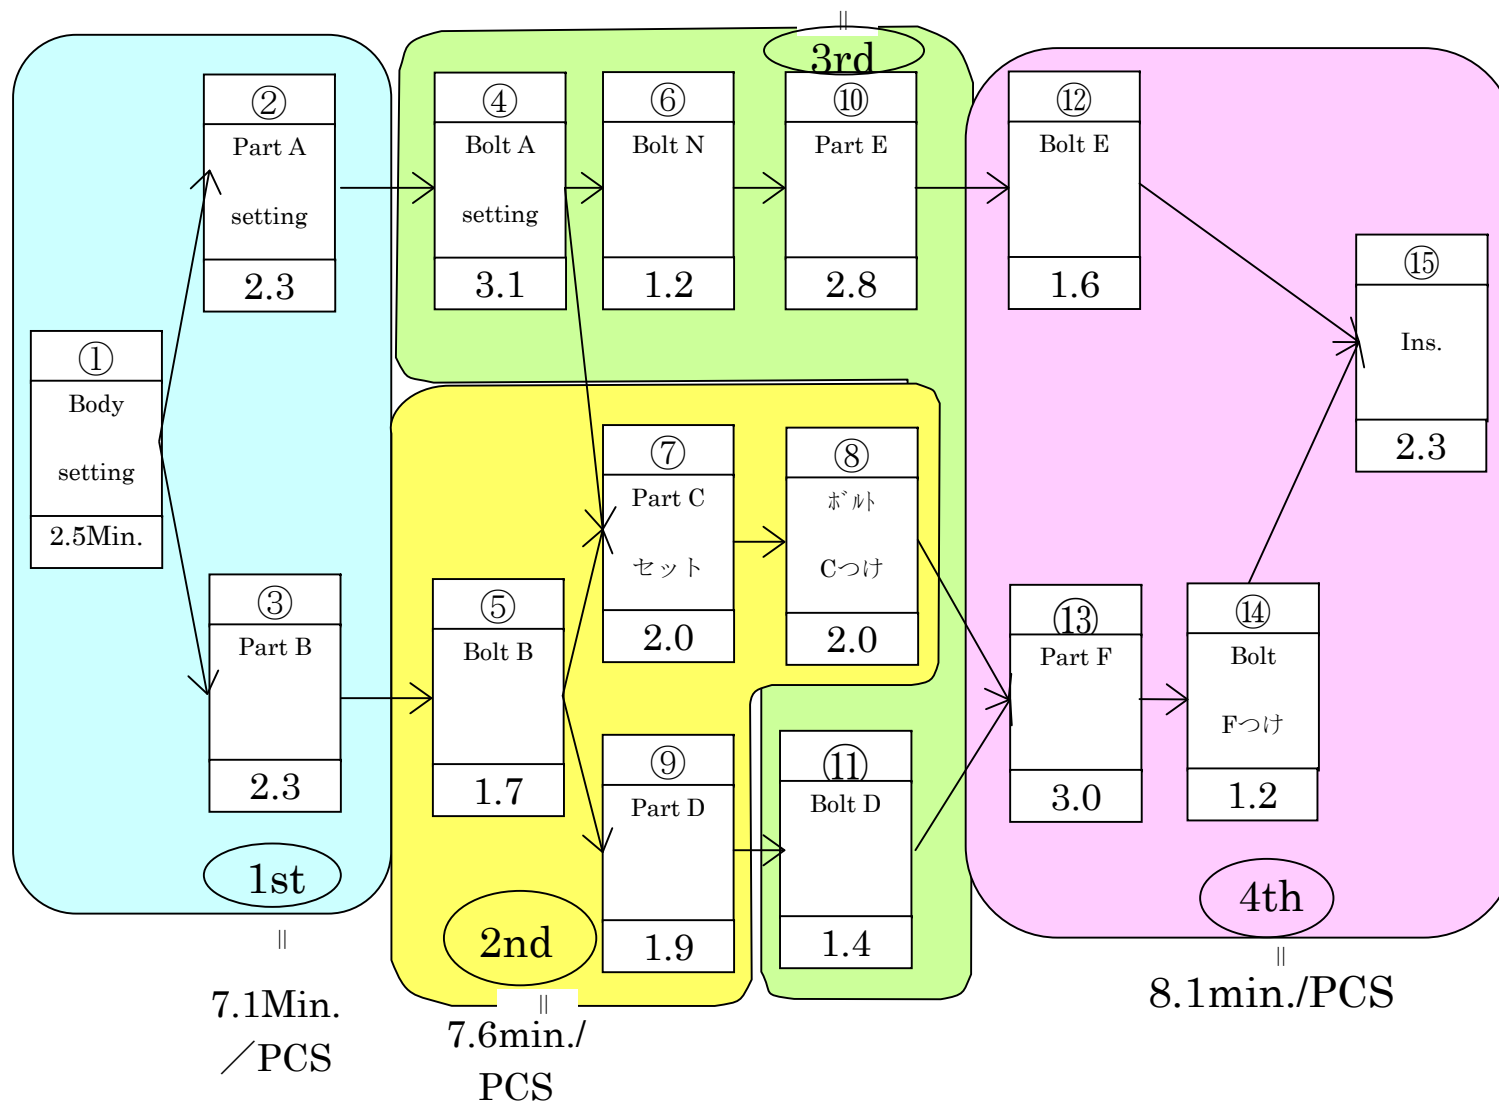 ②
Part A
setting
2.3
①
Body
setting
2.5Min.
③
Part B
2.3
1st
||
7.1Min.
／PCS
||
3rd
④
Bolt A
setting
3.1
⑥
Bolt N
1.2
⑩
Part E
2.8
⑤
Bolt B
1.7
⑦
Part C
セット
2.0
⑧
ﾎﾞﾙﾄ
Cつけ
2.0
⑨
Part D
1.9
⑪
Bolt D
1.4
2nd
||
7.6min./
PCS
⑫
Bolt E
1.6
⑬
Part F
3.0
⑭
Bolt
Fつけ
1.2
⑮
Ins.
2.3
4th
||
8.1min./PCS